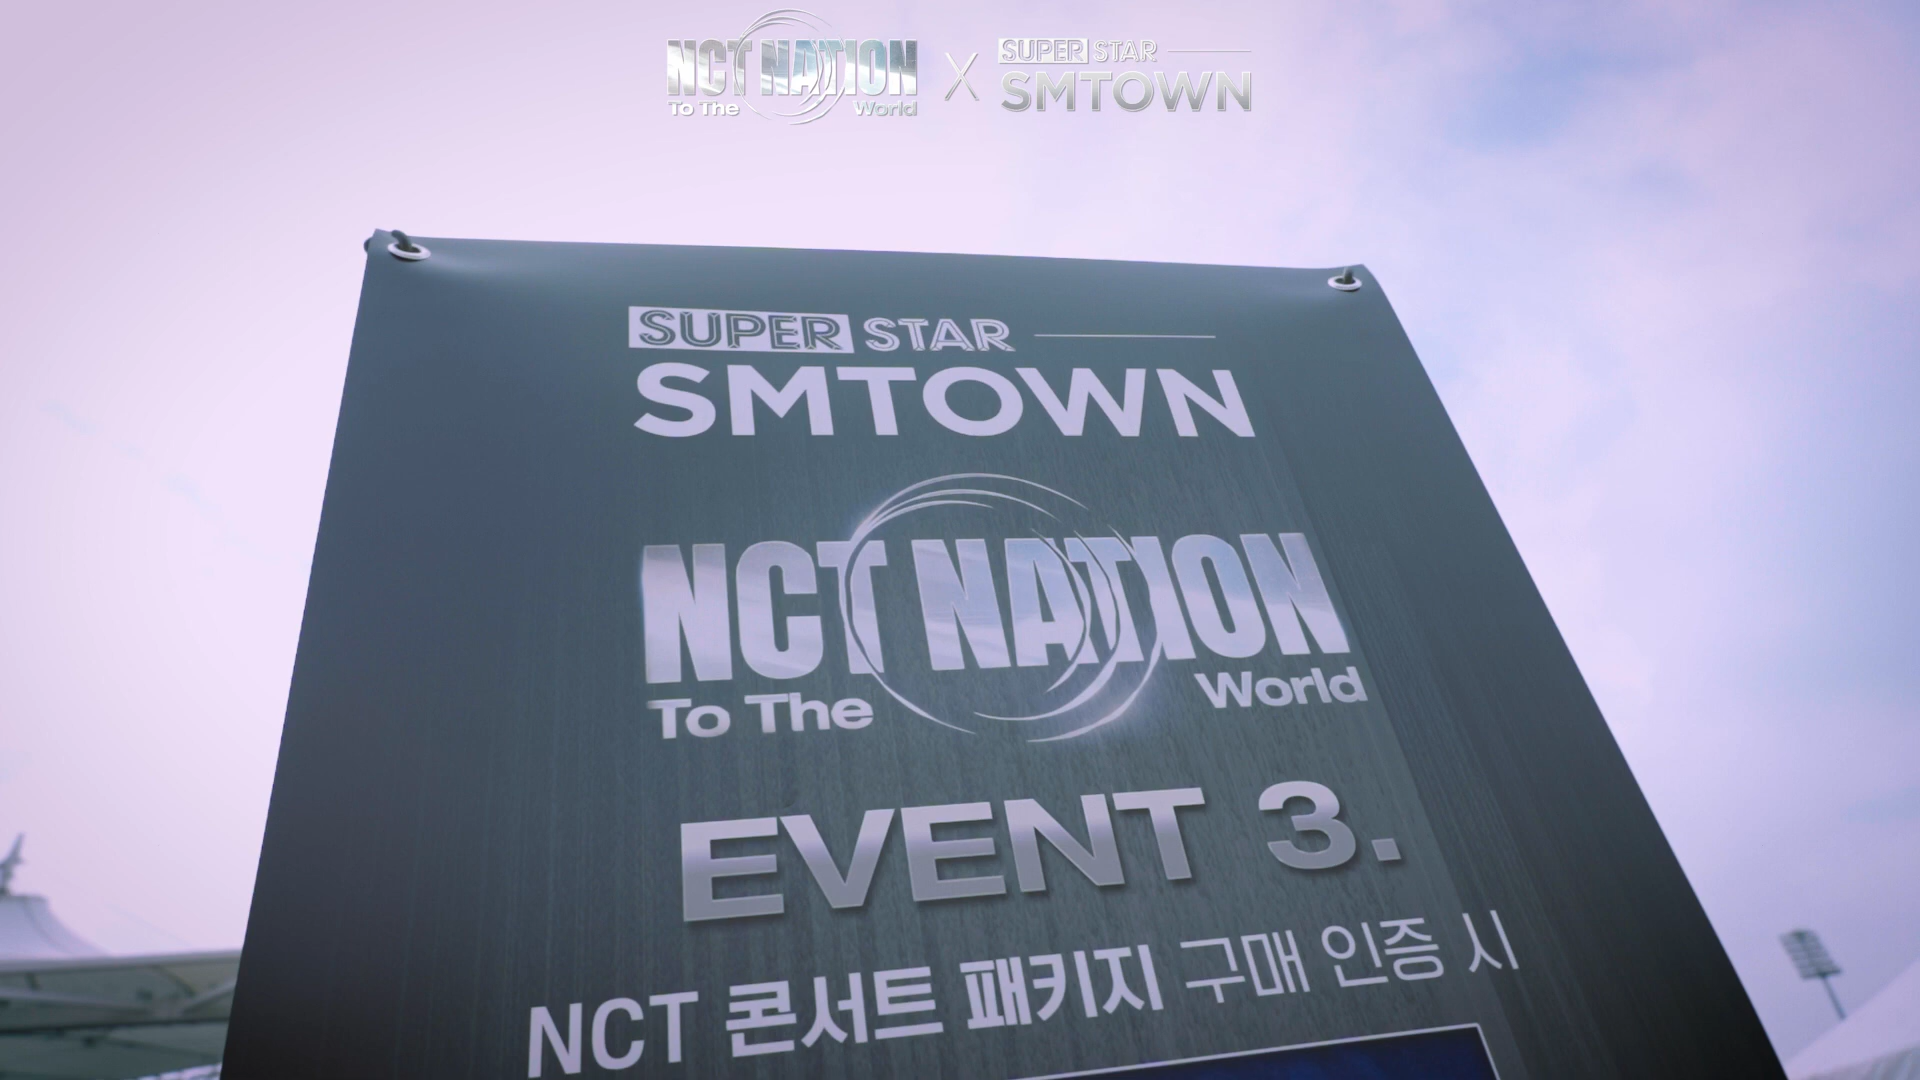 NCT NATION
To The World
X
SUPER STAR
SMTOWN
SUPER STAR
SMTOWN
NCT NATION
To The World
EVENT 3.
NCT 콘서트 패키지 구매 인증 시